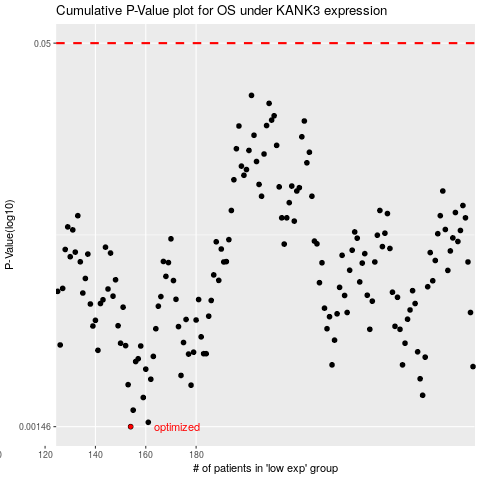 Cumulative P-Value plot for OS under KANK3 expression
0.05
P-Value(log10)
0.00146
optimized
0 120 140 160 180
# of patients in 'low exp' group